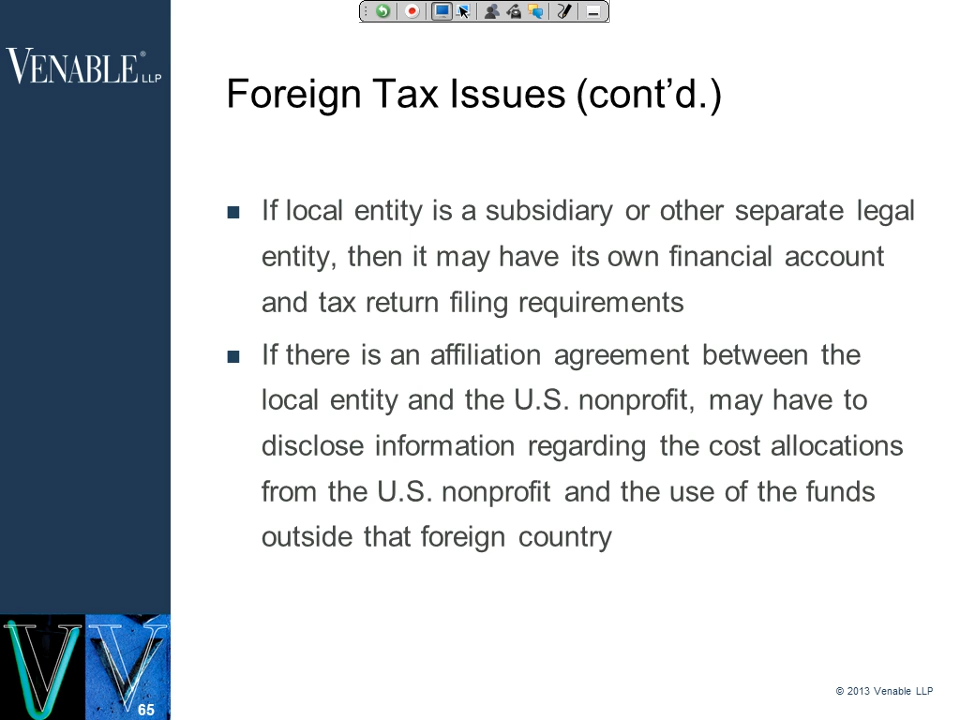 VENABLE® LLP
Foreign Tax Issues (cont’d.)
If local entity is a subsidiary or other separate legal
entity, then it may have its own financial account
and tax return filing requirements
If there is an affiliation agreement between the
local entity and the U.S. nonprofit, may have to
disclose information regarding the cost allocations
from the U.S. nonprofit and the use of the funds
outside that foreign country
V V
65
© 2013 Venable LLP